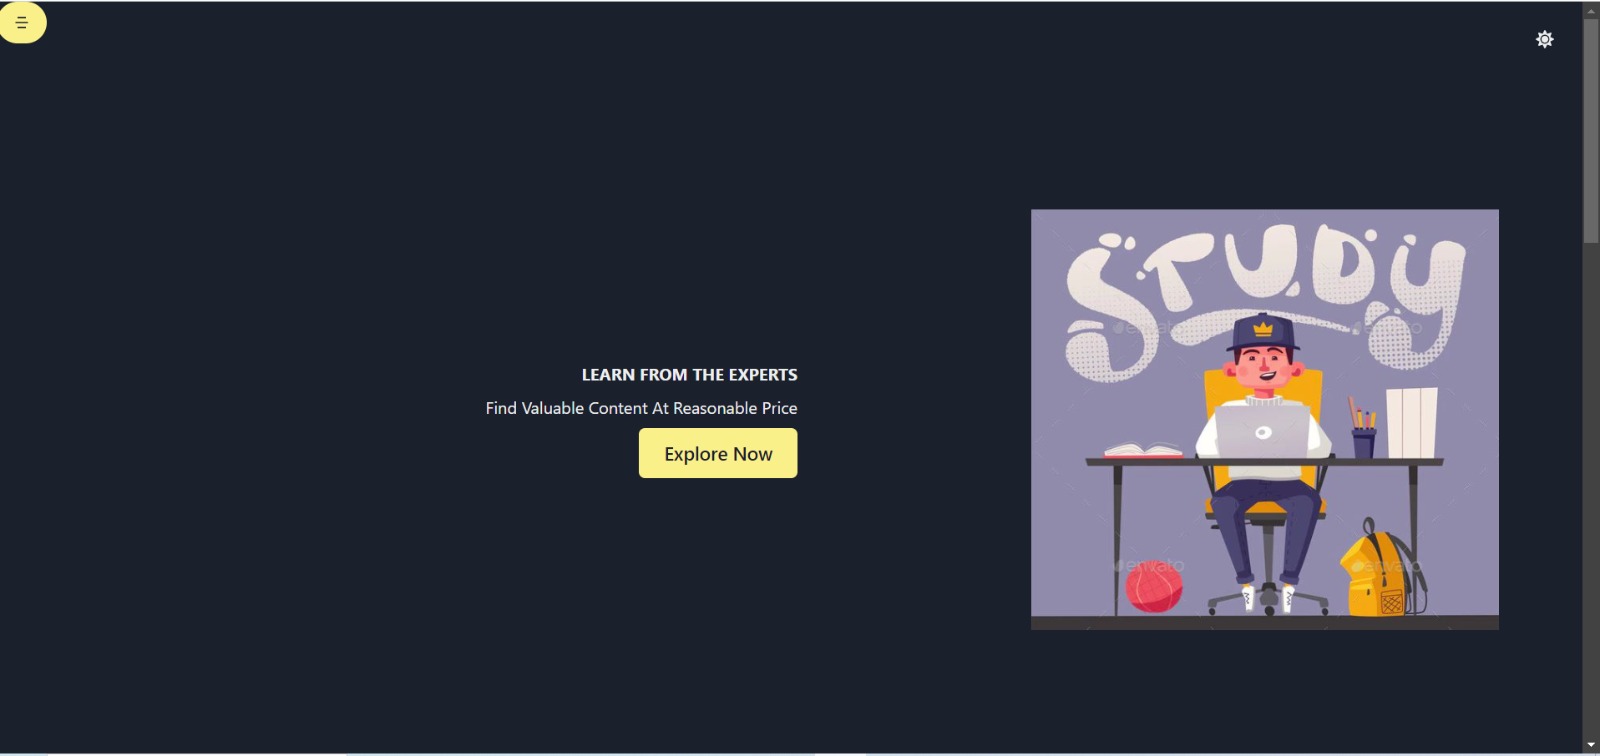 STUDY
envato envato
LEARN FROM THE EXPERTS
Find Valuable Content At Reasonable Price
Explore Now
envato envato